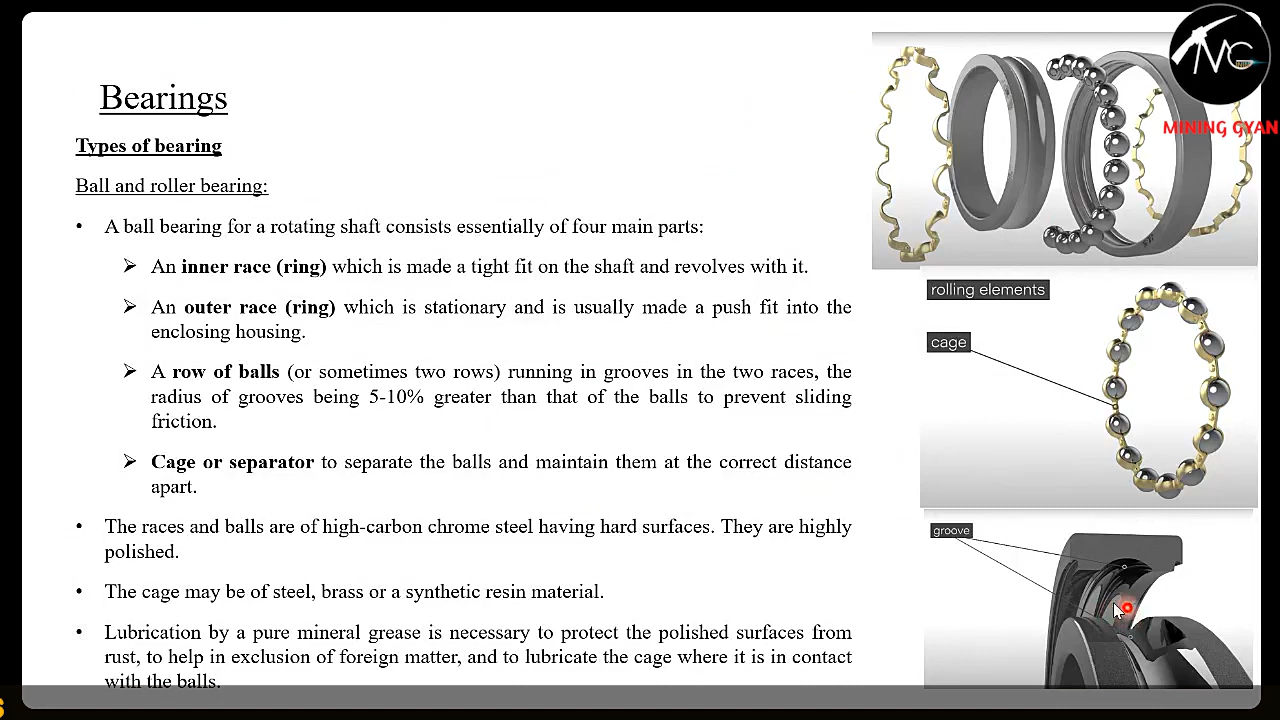 Bearings
Types of bearing
Ball and roller bearing:
• A ball bearing for a rotating shaft consists essentially of four main parts:
➢ An inner race (ring) which is made a tight fit on the shaft and revolves with it.
➢ An outer race (ring) which is stationary and is usually made a push fit into the
enclosing housing.
➢ A row of balls (or sometimes two rows) running in grooves in the two races, the
radius of grooves being 5-10% greater than that of the balls to prevent sliding
friction.
➢ Cage or separator to separate the balls and maintain them at the correct distance
apart.
• The races and balls are of high-carbon chrome steel having hard surfaces. They are highly
polished.
• The cage may be of steel, brass or a synthetic resin material.
• Lubrication by a pure mineral grease is necessary to protect the polished surfaces from
rust, to help in exclusion of foreign matter, and to lubricate the cage where it is in contact
with the balls.
MG
MINING GYAN
rolling elements
cage
groove